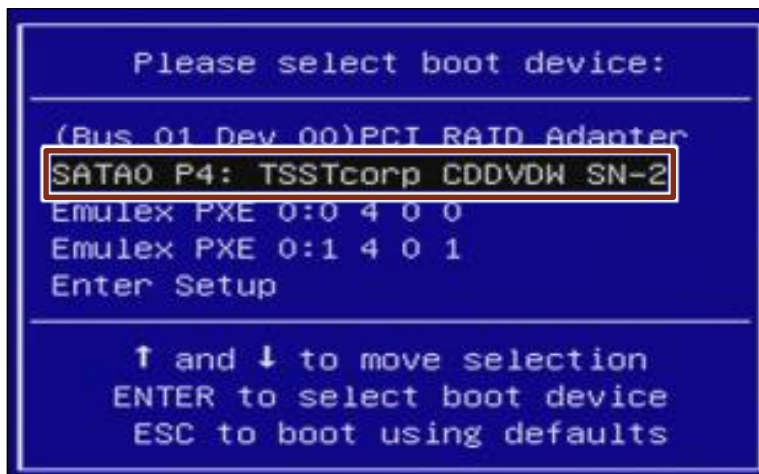 Please select boot device:
(Bus 01 Dev 00)PCI RAID Adapter
SATA0 P4: TSSTcorp CDDVDW SN-2
Emulex PXE 0:0 4 0 0
Emulex PXE 0:1 4 0 1
Enter Setup
↑ and ↓ to move selection
ENTER to select boot device
ESC to boot using defaults